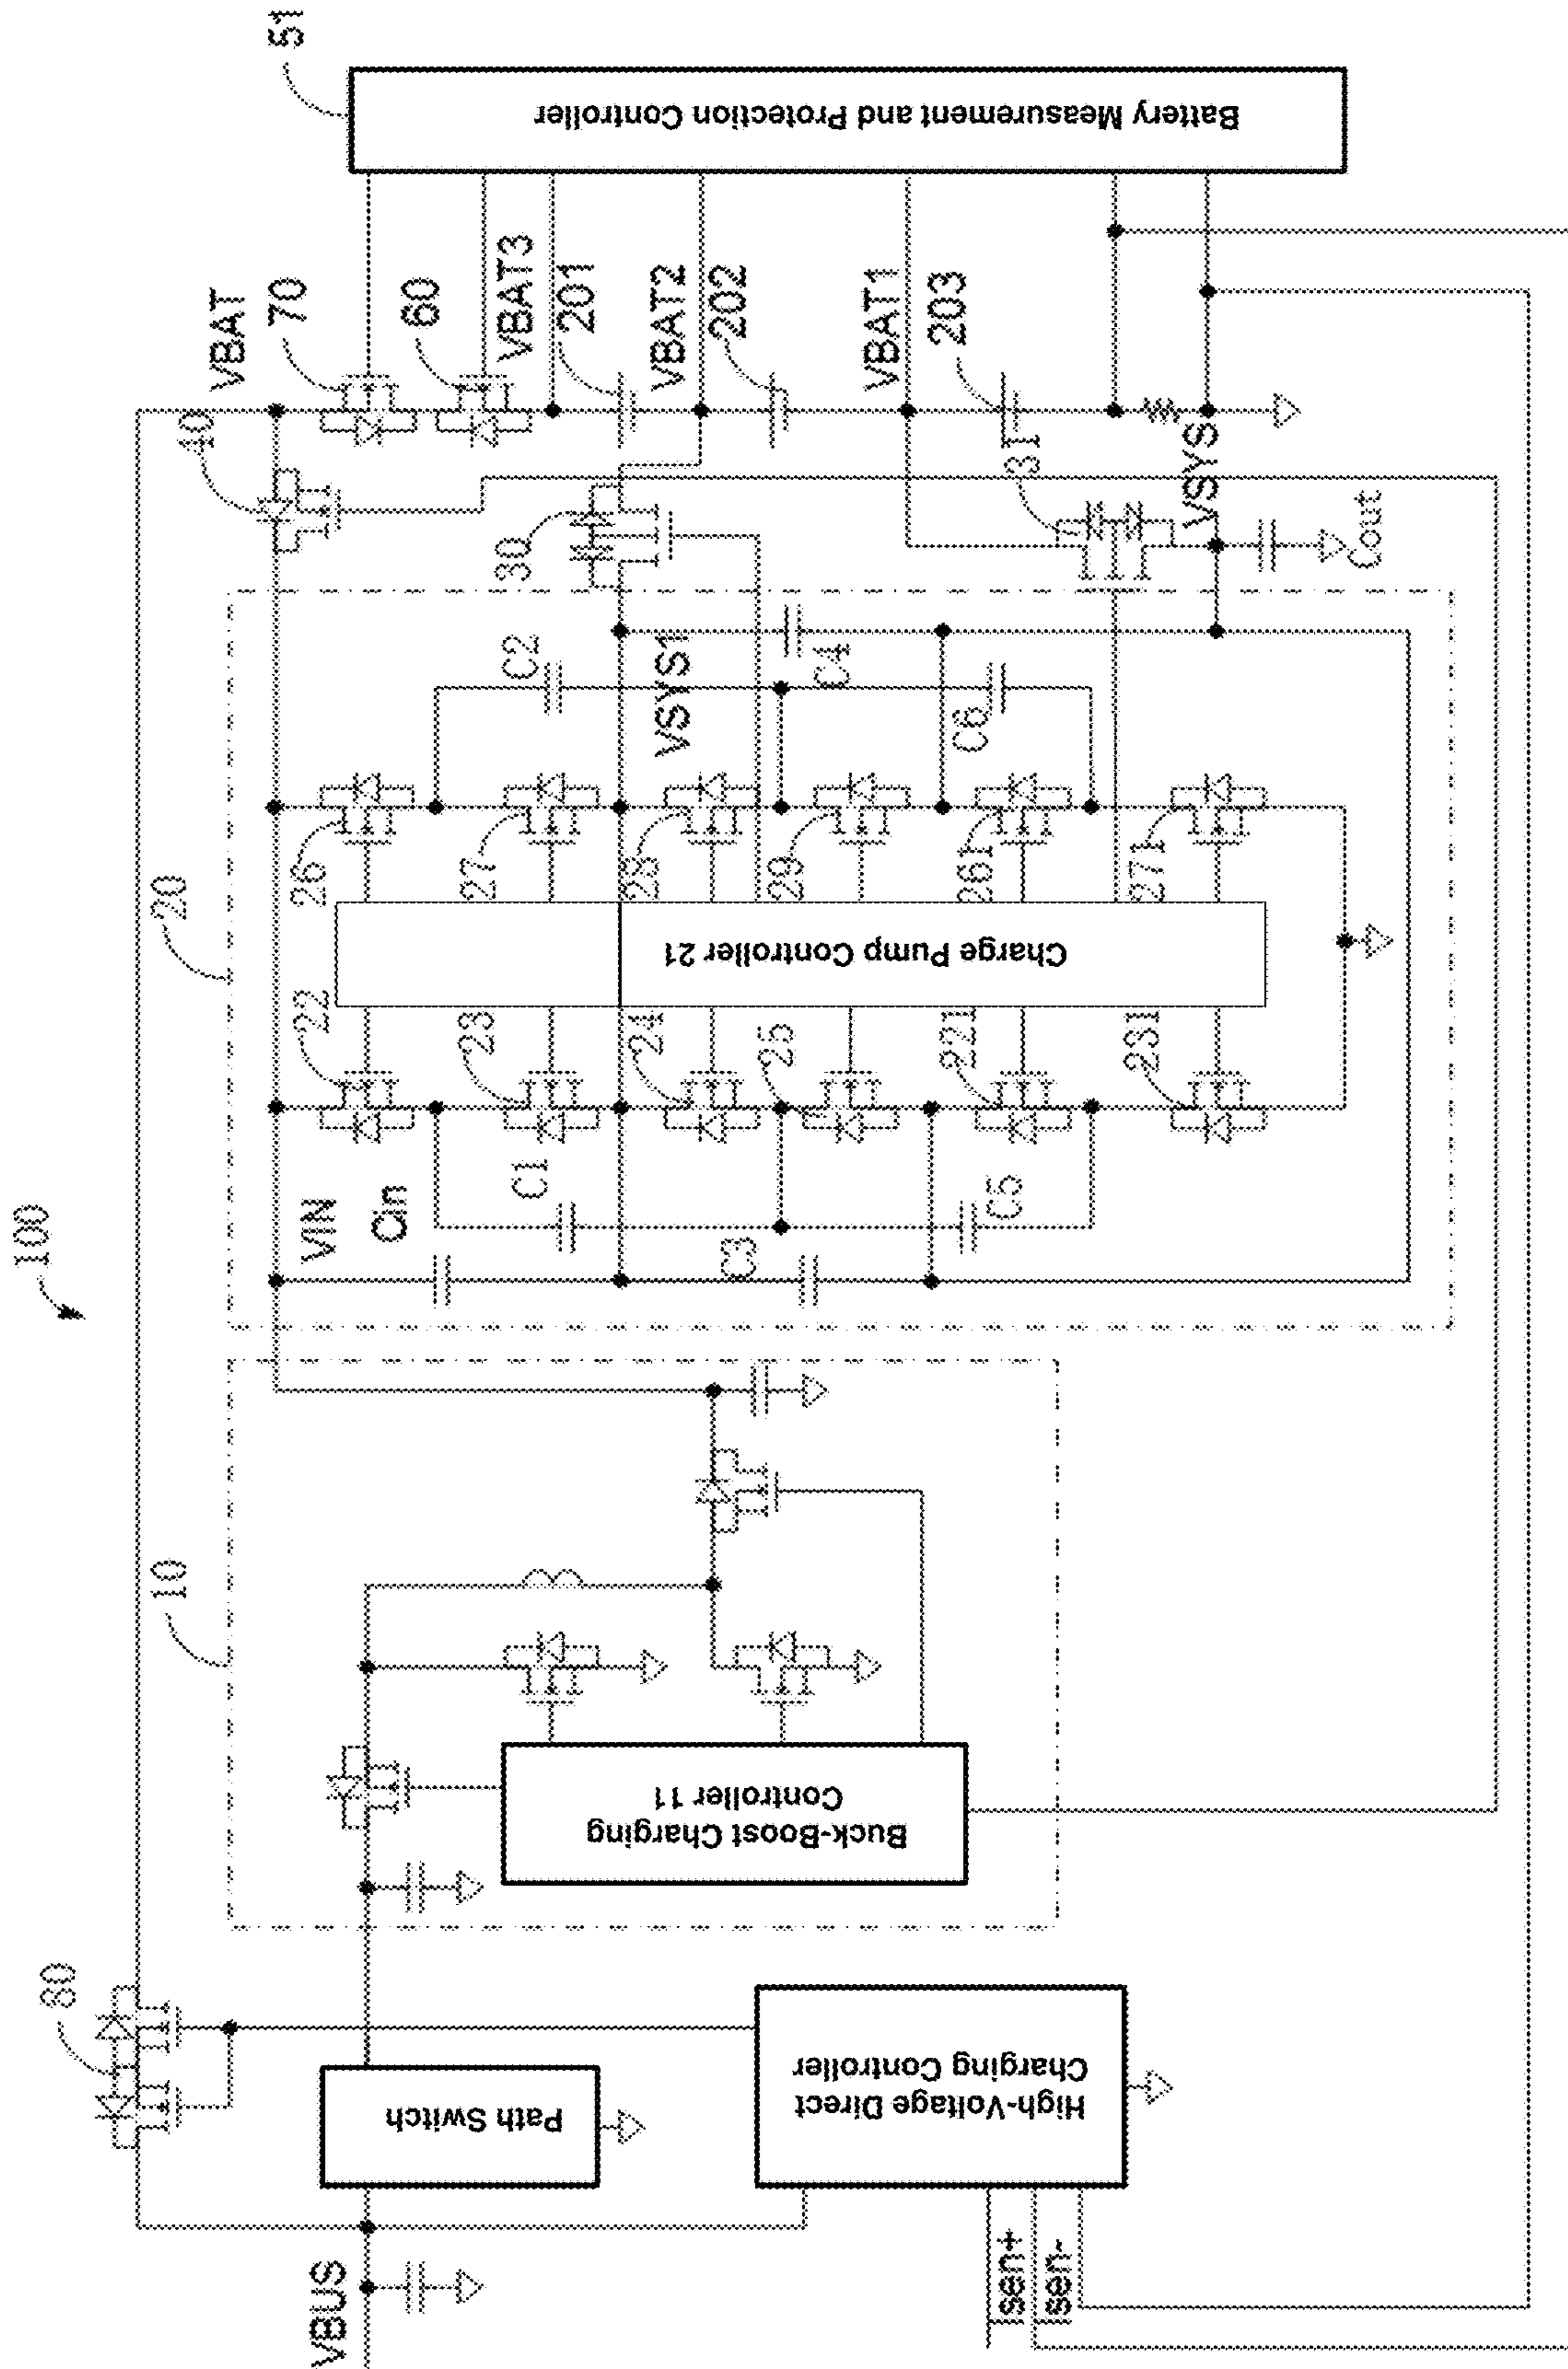 100
VBUS
80
Path Switch
High-Voltage Direct
Charging Controller
Isen+
Isen-
10
Buck-Boost Charging
Controller 11
20
VIN
Cin
C1
C3
C5
22
23
24
25
221
231
Charge Pump Controller 21
26
27
28
29
261
271
C2
VSYS1
C4
C6
30
31
VSYS
Cout
40
VBAT
70
60
VBAT3
201
VBAT2
202
VBAT1
203
51
Battery Measurement and Protection Controller